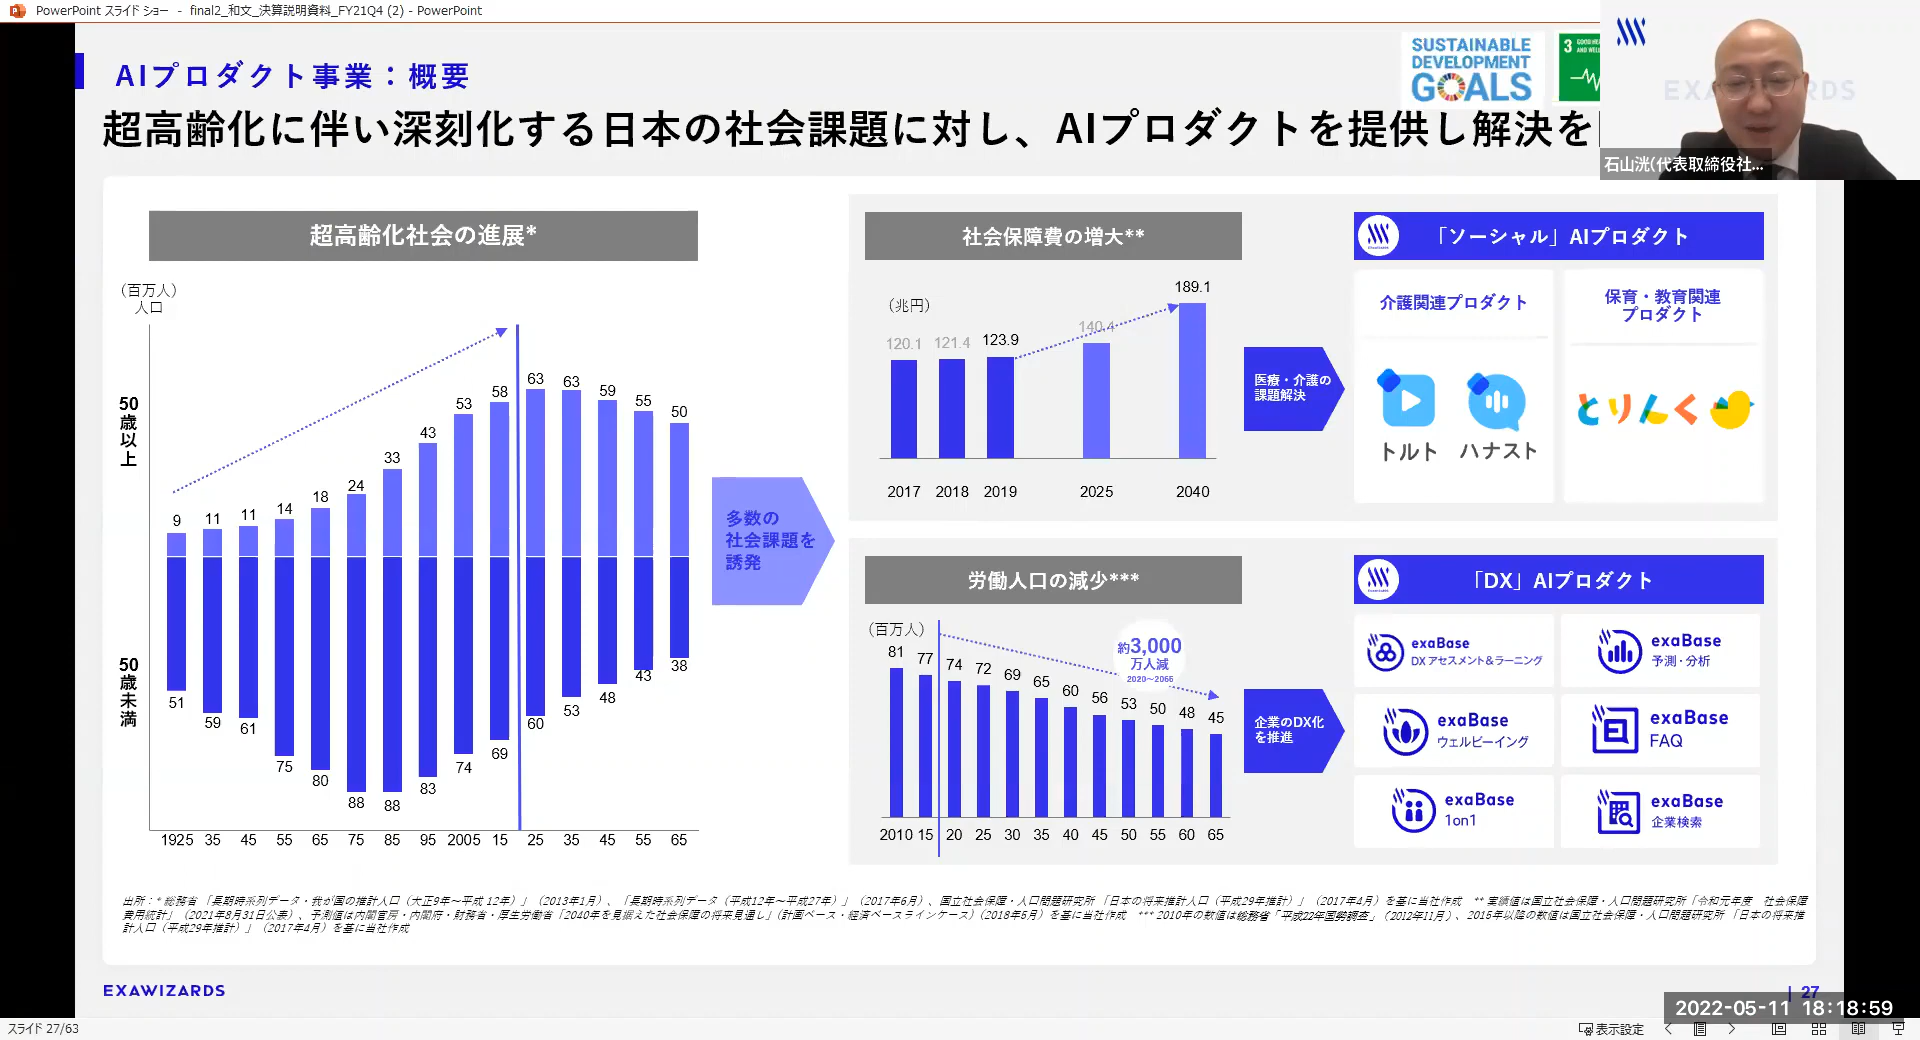 PowerPoint スライド ショー - final2_和文_決算説明資料_FY21Q4 (2) - PowerPoint
AIプロダクト事業：概要
超高齢化に伴い深刻化する日本の社会課題に対し、AIプロダクトを提供し解決を
SUSTAINABLE
DEVELOPMENT
GOALS
3 GOOD HE
AND WEL
EXA RDS
石山洸(代表取締役社...
超高齢化社会の進展*
（百万人）
人口
50歳以上
9 11 11 14 18 24 33 43 53 58 63 63 59 55 50
50歳未満
51 59 61 75 80 88 88 83 74 69 60 53 48 43 38
1925 35 45 55 65 75 85 95 2005 15 25 35 45 55 65
多数の
社会課題を
誘発
社会保障費の増大**
（兆円）
120.1 121.4 123.9 140.4 189.1
2017 2018 2019 2025 2040
医療・介護の
課題解決
「ソーシャル」AIプロダクト
介護関連プロダクト
トルト ハナスト
保育・教育関連
プロダクト
とりんく
労働人口の減少***
（百万人）
81 77 74 72 69 65 60 56 53 50 48 45
約3,000
万人減
2020～2065
2010 15 20 25 30 35 40 45 50 55 60 65
企業のDX化
を推進
「DX」AIプロダクト
exaBase
DX アセスメント＆ラーニング
exaBase
予測・分析
exaBase
ウェルビーイング
exaBase
FAQ
exaBase
1on1
exaBase
企業検索
出所：* 総務省 「長期時系列データ・我が国の推計人口（大正9年～平成 12年）」（2013年1月）、「長期時系列データ（平成12年～平成27年）」（2017年6月）、国立社会保障・人口問題研究所 「日本の将来推計人口（平成29年推計）」（2017年4月）を基に当社作成 ** 実績値は国立社会保障・人口問題研究所「令和元年度 社会保障
費用統計」（2021年8月31日公表）、予測値は内閣官房・内閣府・財務省・厚生労働省「2040年を見据えた社会保障の将来見通し」（計画ベース・経済ベースラインケース）（2018年5月）を基に当社作成 *** 2010年の数値は総務省「平成22年国勢調査」（2012年11月）、2015年以降の数値は国立社会保障・人口問題研究所 「日本の将来推
計人口（平成29年推計）」（2017年4月）を基に当社作成
EXAWIZARDS
27
2022-05-11 18:18:59
スライド 27/63
表示設定